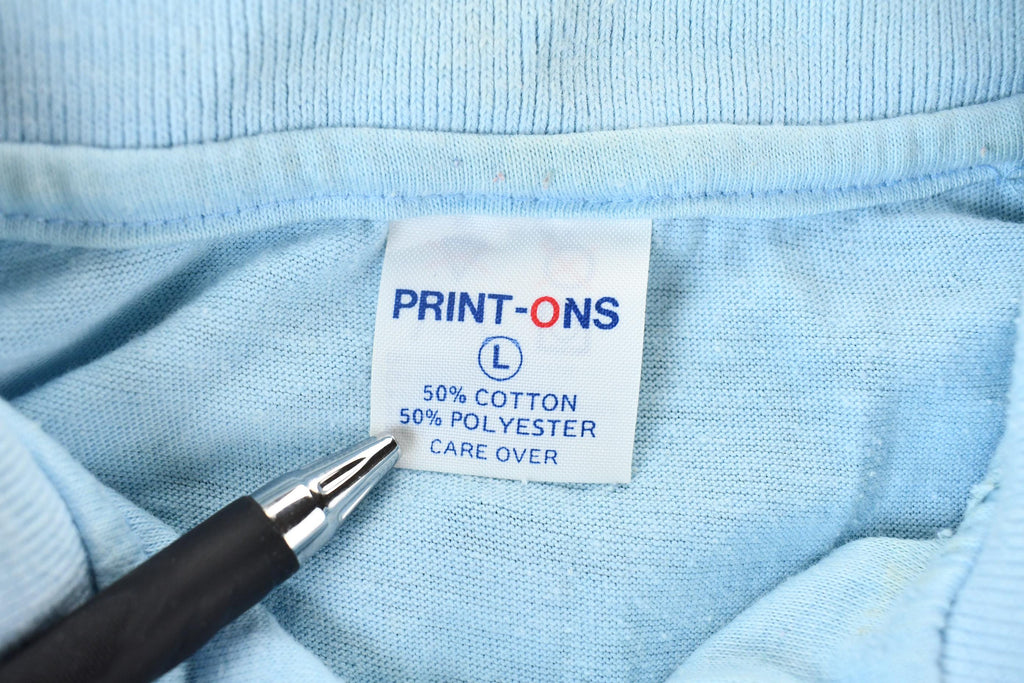 PRINT-ONS
L
50% COTTON
50% POLYESTER
CARE OVER